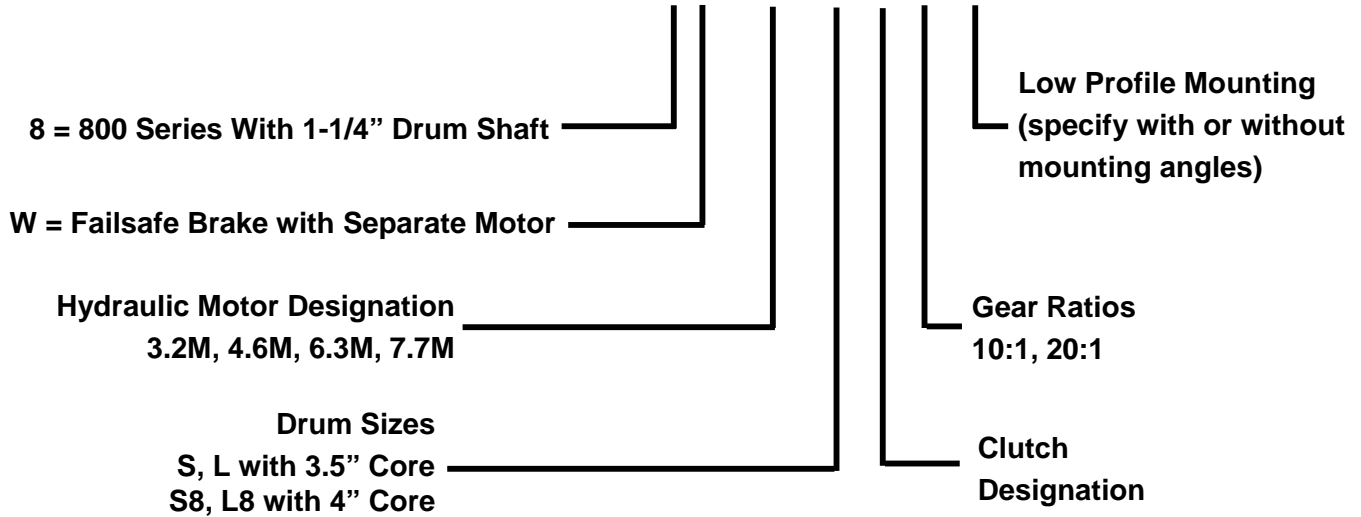 8 = 800 Series With 1-1/4” Drum Shaft
W = Failsafe Brake with Separate Motor
Hydraulic Motor Designation
3.2M, 4.6M, 6.3M, 7.7M
Drum Sizes
S, L with 3.5” Core
S8, L8 with 4” Core
Low Profile Mounting
(specify with or without
mounting angles)
Gear Ratios
10:1, 20:1
Clutch
Designation